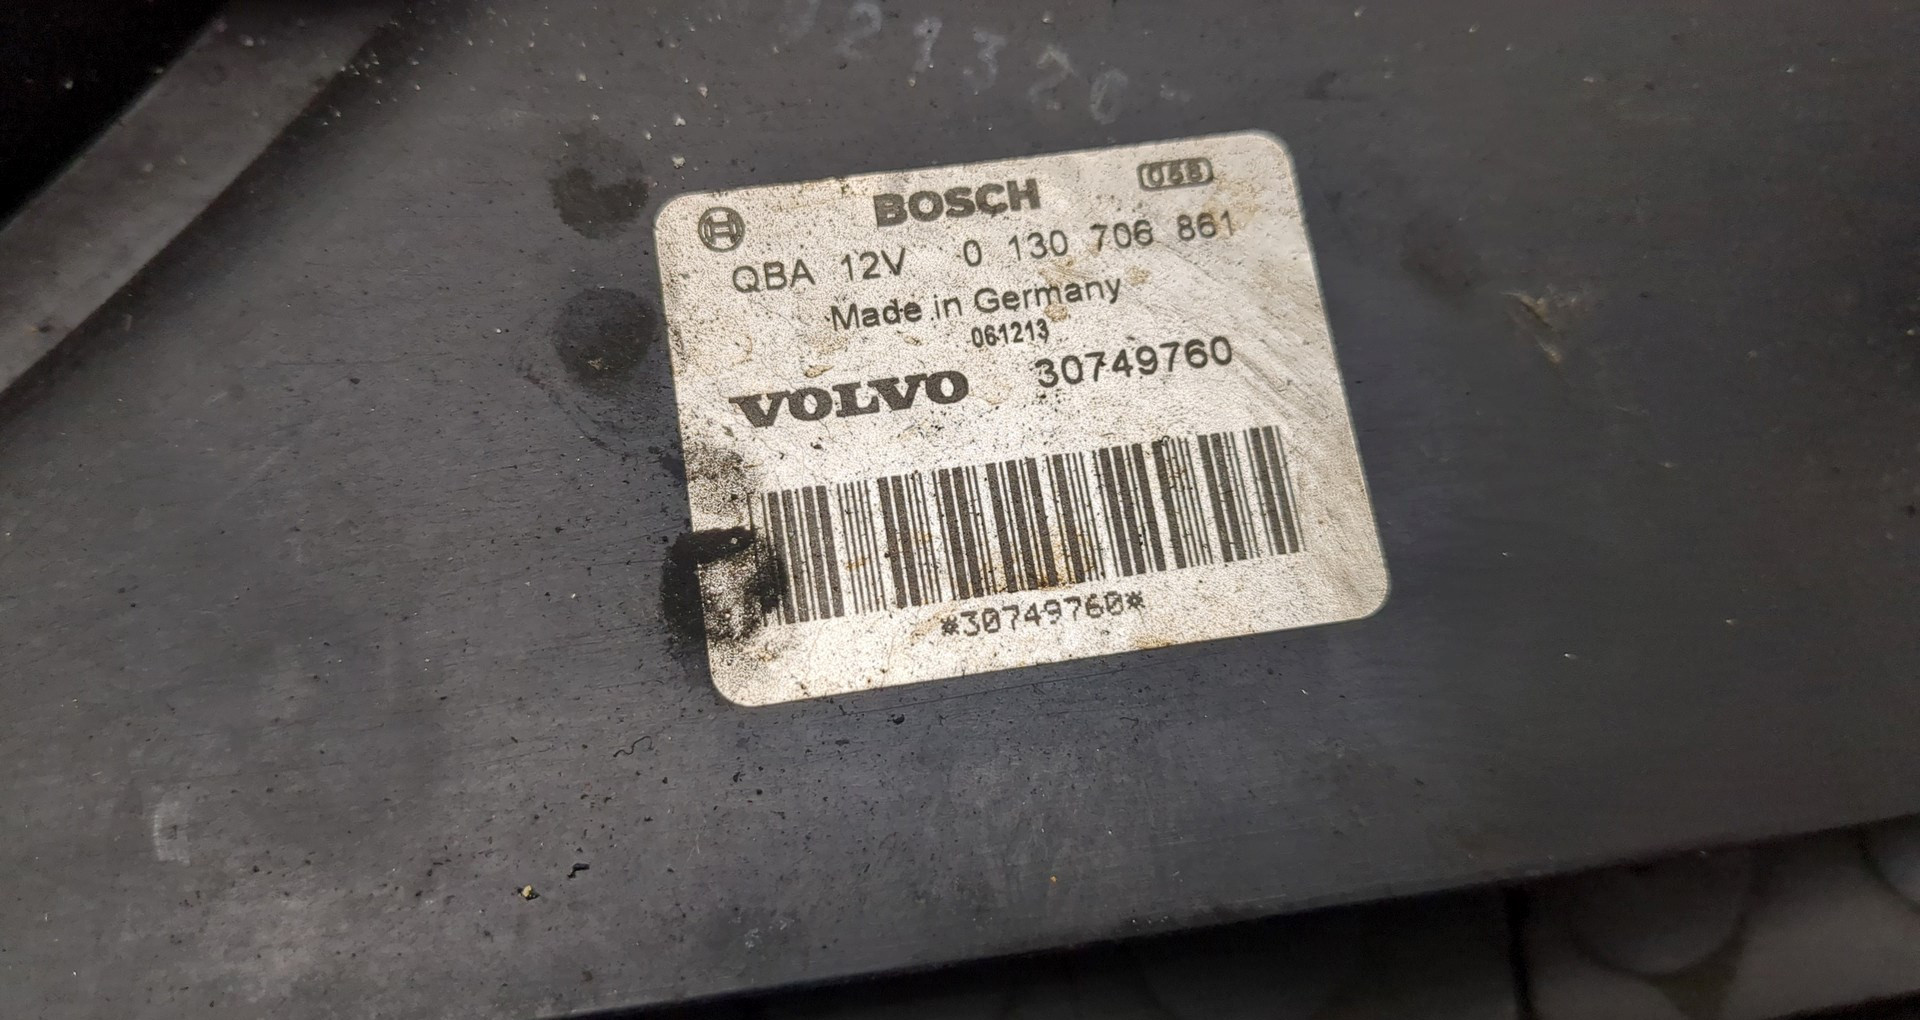 BOSCH
QBA 12V 0 130 706 861
Made in Germany
061213
VOLVO 30749760
*30749760*